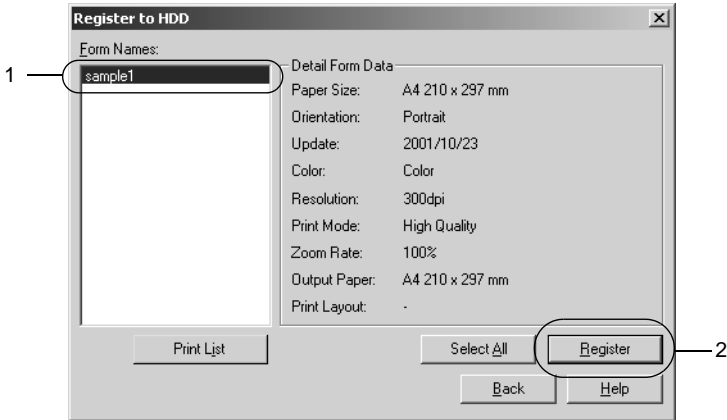 Register to HDD
Form Names:
1
sample1
Detail Form Data
Paper Size: A4 210 x 297 mm
Orientation: Portrait
Update: 2001/10/23
Color: Color
Resolution: 300dpi
Print Mode: High Quality
Zoom Rate: 100%
Output Paper: A4 210 x 297 mm
Print Layout: -
Print List Select All Register 2
Back Help